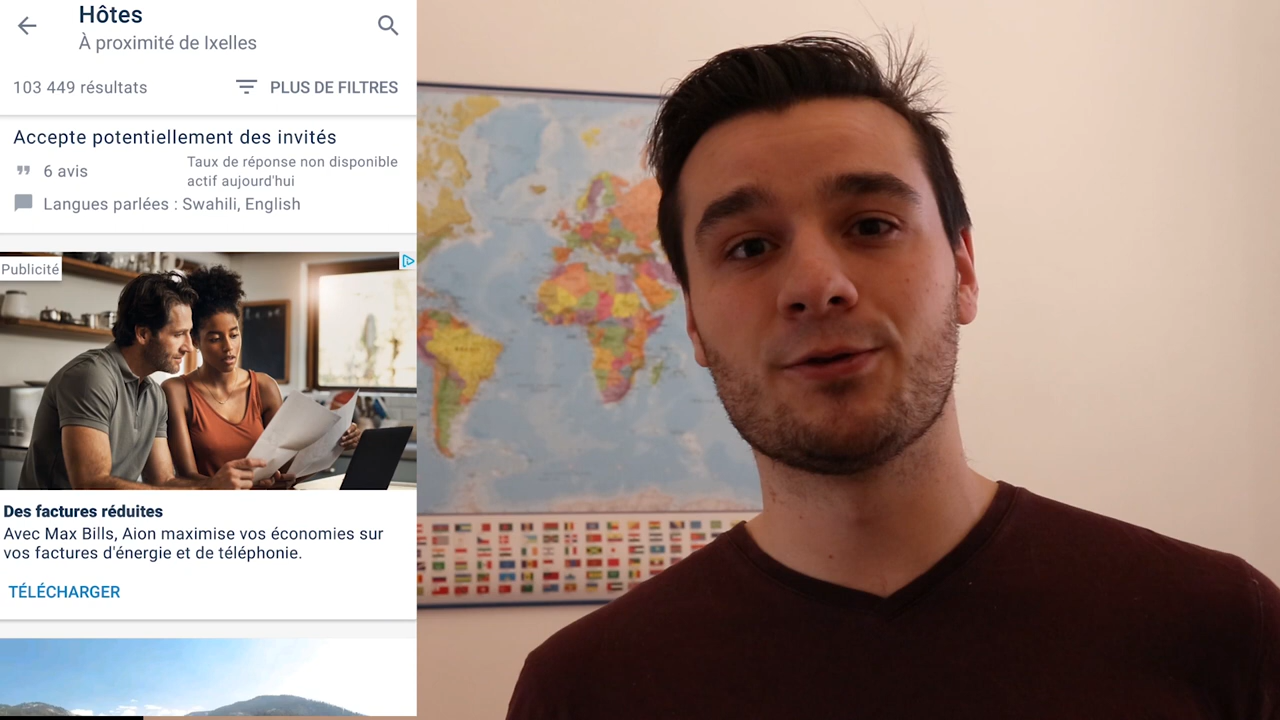 Hôtes
À proximité de Ixelles
103 449 résultats
PLUS DE FILTRES
Accepte potentiellement des invités
6 avis
Taux de réponse non disponible
actif aujourd'hui
Langues parlées : Swahili, English
Publicité
Des factures réduites
Avec Max Bills, Aion maximise vos économies sur
vos factures d'énergie et de téléphonie.
TÉLÉCHARGER